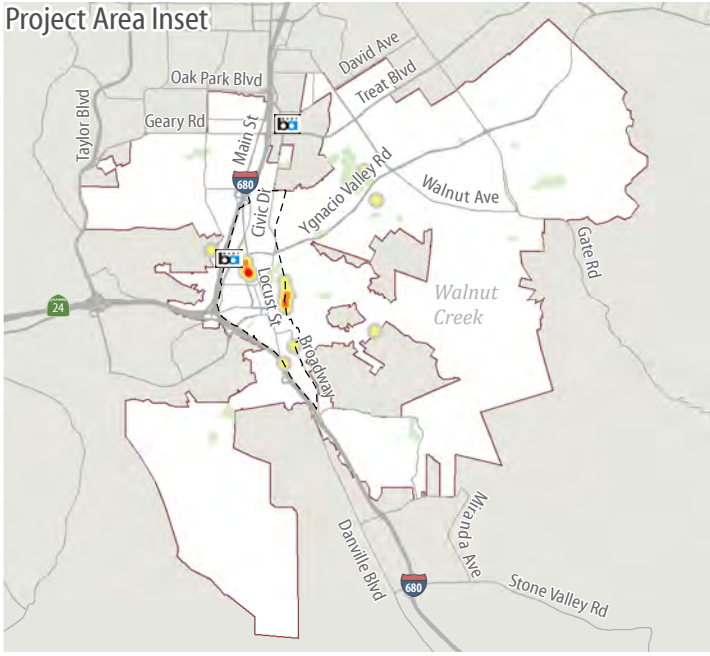 Project Area Inset
David Ave
Oak Park Blvd
Treat Blvd
Taylor Blvd
Geary Rd
Main St
ba
680
Civic Dr
Ygnacio Valley Rd
Walnut Ave
Gate Rd
ba
Locust St
24
Walnut
Creek
Broadway
Miranda Ave
Danville Blvd
680
Stone Valley Rd